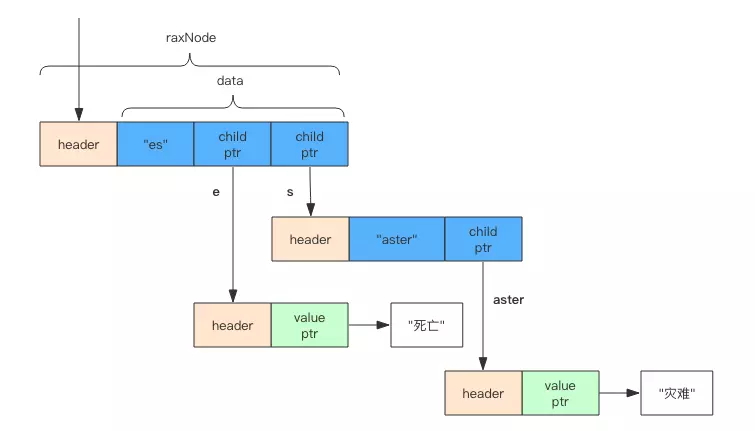 raxNode
data
header
"es"
child
ptr
child
ptr
e
s
header
"aster"
child
ptr
aster
header
value
ptr
"死亡"
header
value
ptr
"灾难"